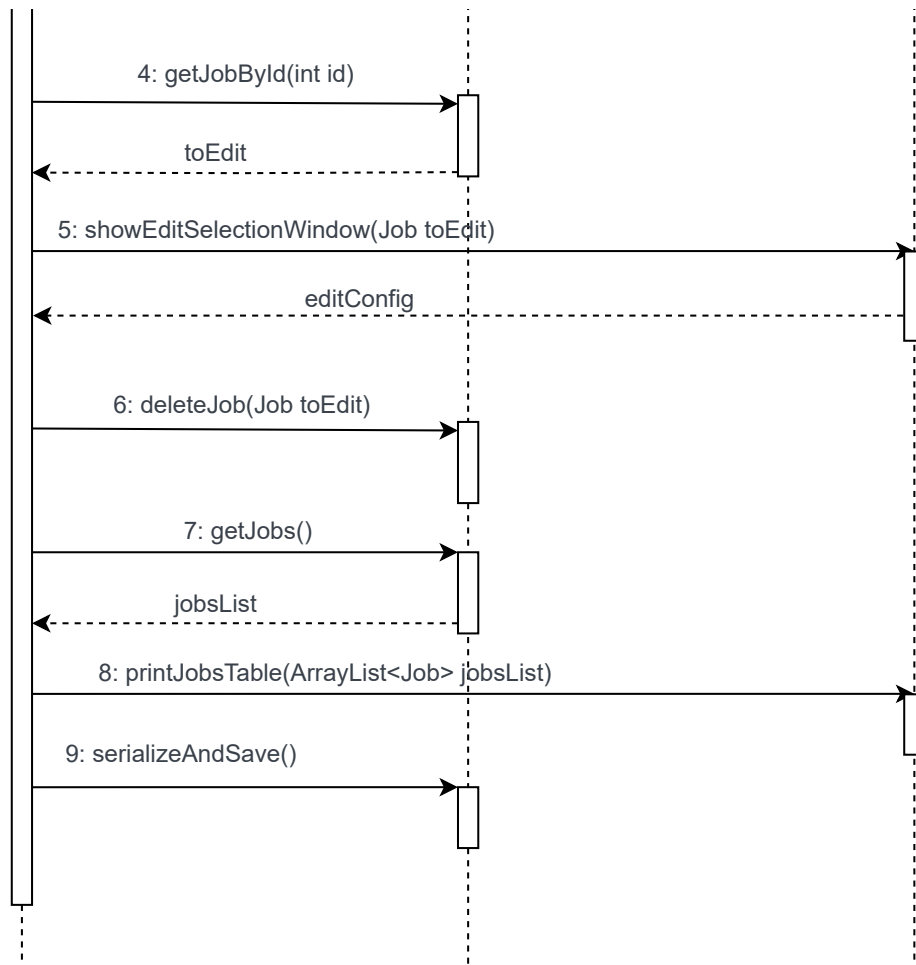 4: getJobById(int id)
toEdit
5: showEditSelectionWindow(Job toEdit)
editConfig
6: deleteJob(Job toEdit)
7: getJobs()
jobsList
8: printJobsTable(ArrayList<Job> jobsList)
9: serializeAndSave()